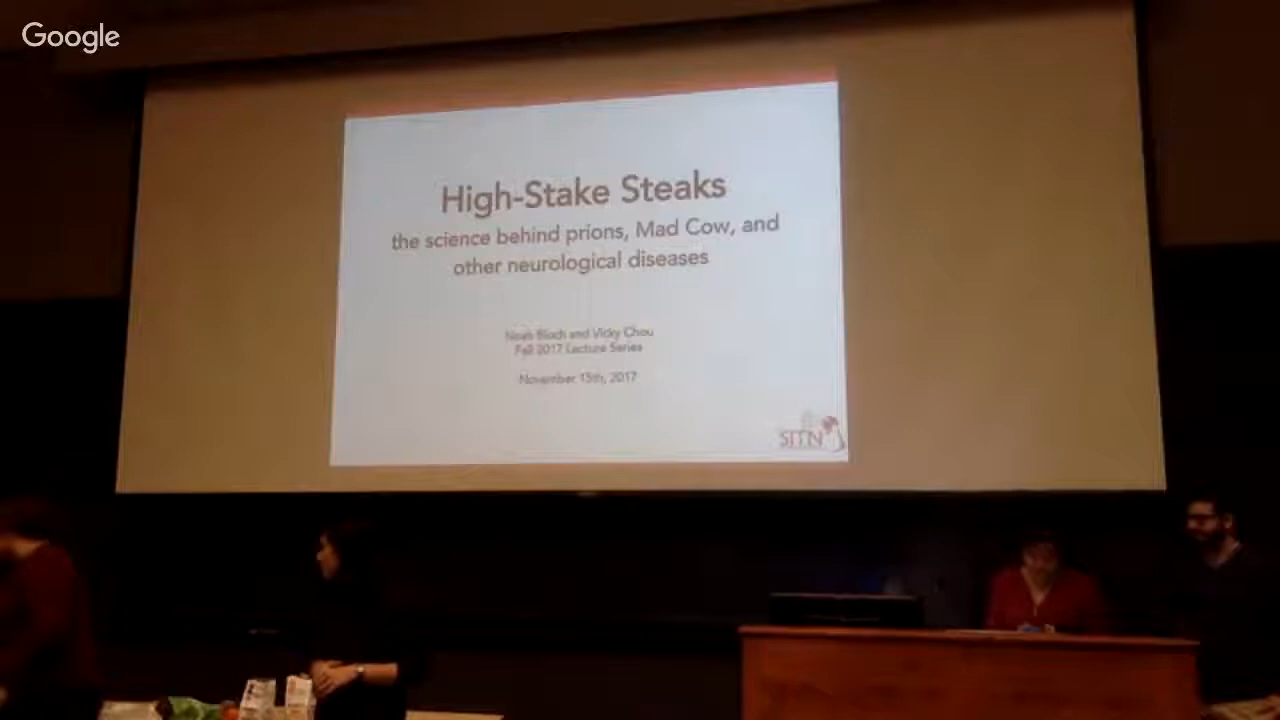 Google
High-Stake Steaks
the science behind prions, Mad Cow, and
other neurological diseases
Noah Bloch and Vicky Chou
Fall 2017 Lecture Series
November 15th, 2017
SITN